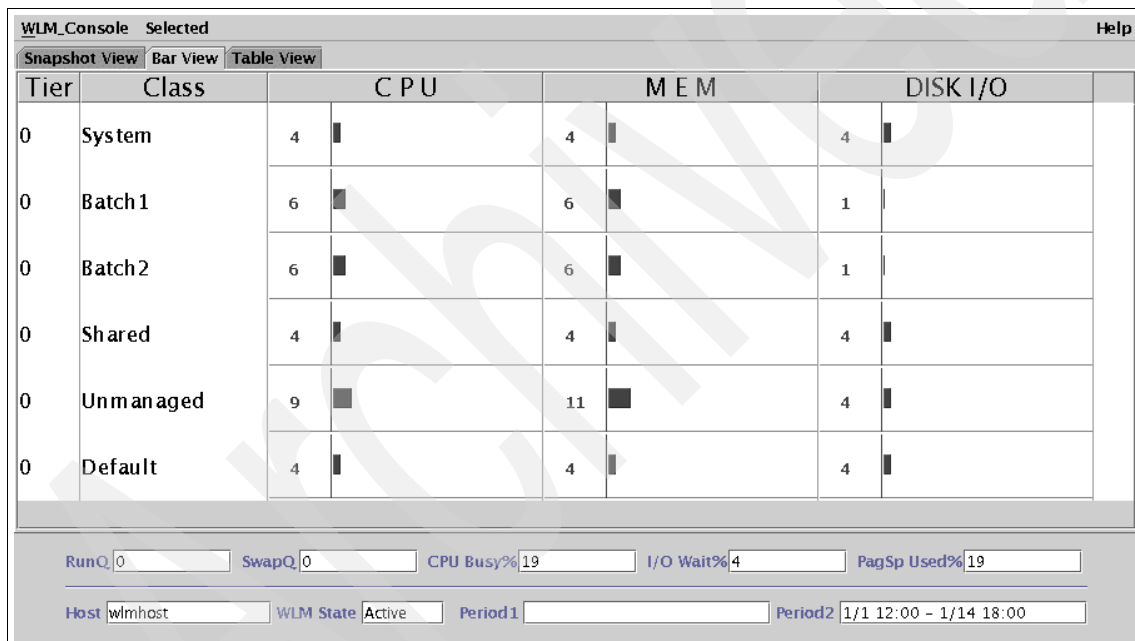 WLM_Console Selected Help
Snapshot View Bar View Table View
Tier Class CPU MEM DISK I/O
0 System 4 4 4
0 Batch1 6 6 1
0 Batch2 6 6 1
0 Shared 4 4 4
0 Unmanaged 9 11 4
0 Default 4 4 4
RunQ 0 SwapQ 0 CPU Busy% 19 I/O Wait% 4 PagSp Used% 19
Host wlmhost WLM State Active Period1 Period2 1/1 12:00 – 1/14 18:00